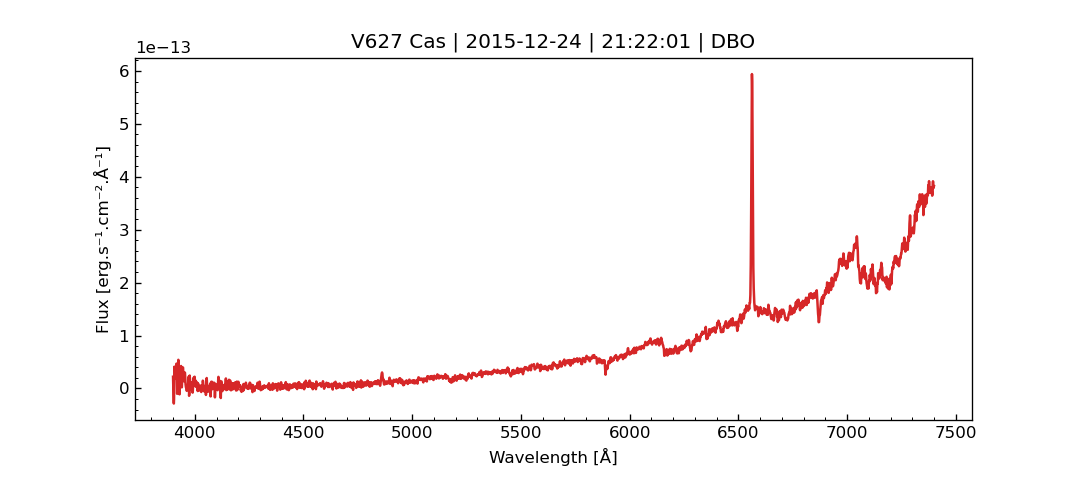 V627 Cas | 2015-12-24 | 21:22:01 | DBO
1e−13
6
5
4
3
2
1
0
Flux [erg.s⁻¹.cm⁻².Å⁻¹]
4000 4500 5000 5500 6000 6500 7000 7500
Wavelength [Å]